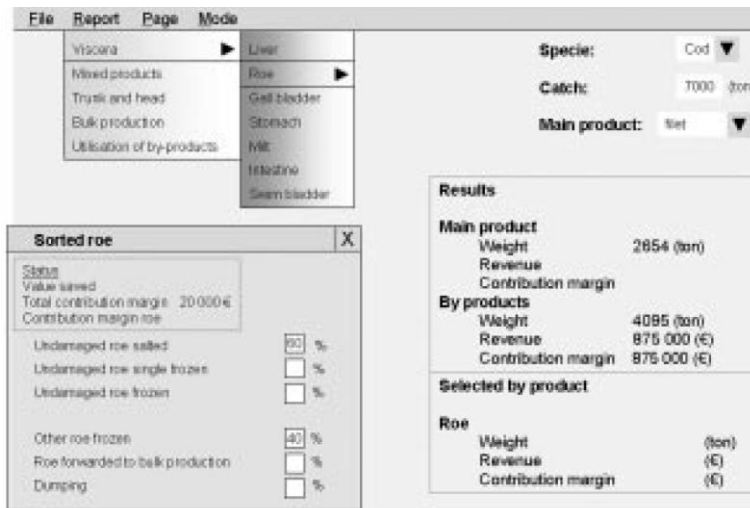 File Report Page Mode
Viscera
Mixed products
Trunk and head
Bulk production
Utilisation of by-products
Liver
Roe
Gall bladder
Stomach
Milt
Intestine
Swim bladder
Specie: Cod
Catch: 7000 (ton
Main product: filet
Sorted roe X
Status
Value saved
Total contribution margin 20 000 €
Contribution margin roe
Undamaged roe salted 60 %
Undamaged roe single frozen %
Undamaged roe frozen %
Other roe frozen 40 %
Roe forwarded to bulk production %
Dumping %
Results
Main product
Weight 2654 (ton)
Revenue
Contribution margin
By products
Weight 4095 (ton)
Revenue 875 000 (€)
Contribution margin 875 000 (€)
Selected by product
Roe
Weight (ton)
Revenue (€)
Contribution margin (€)